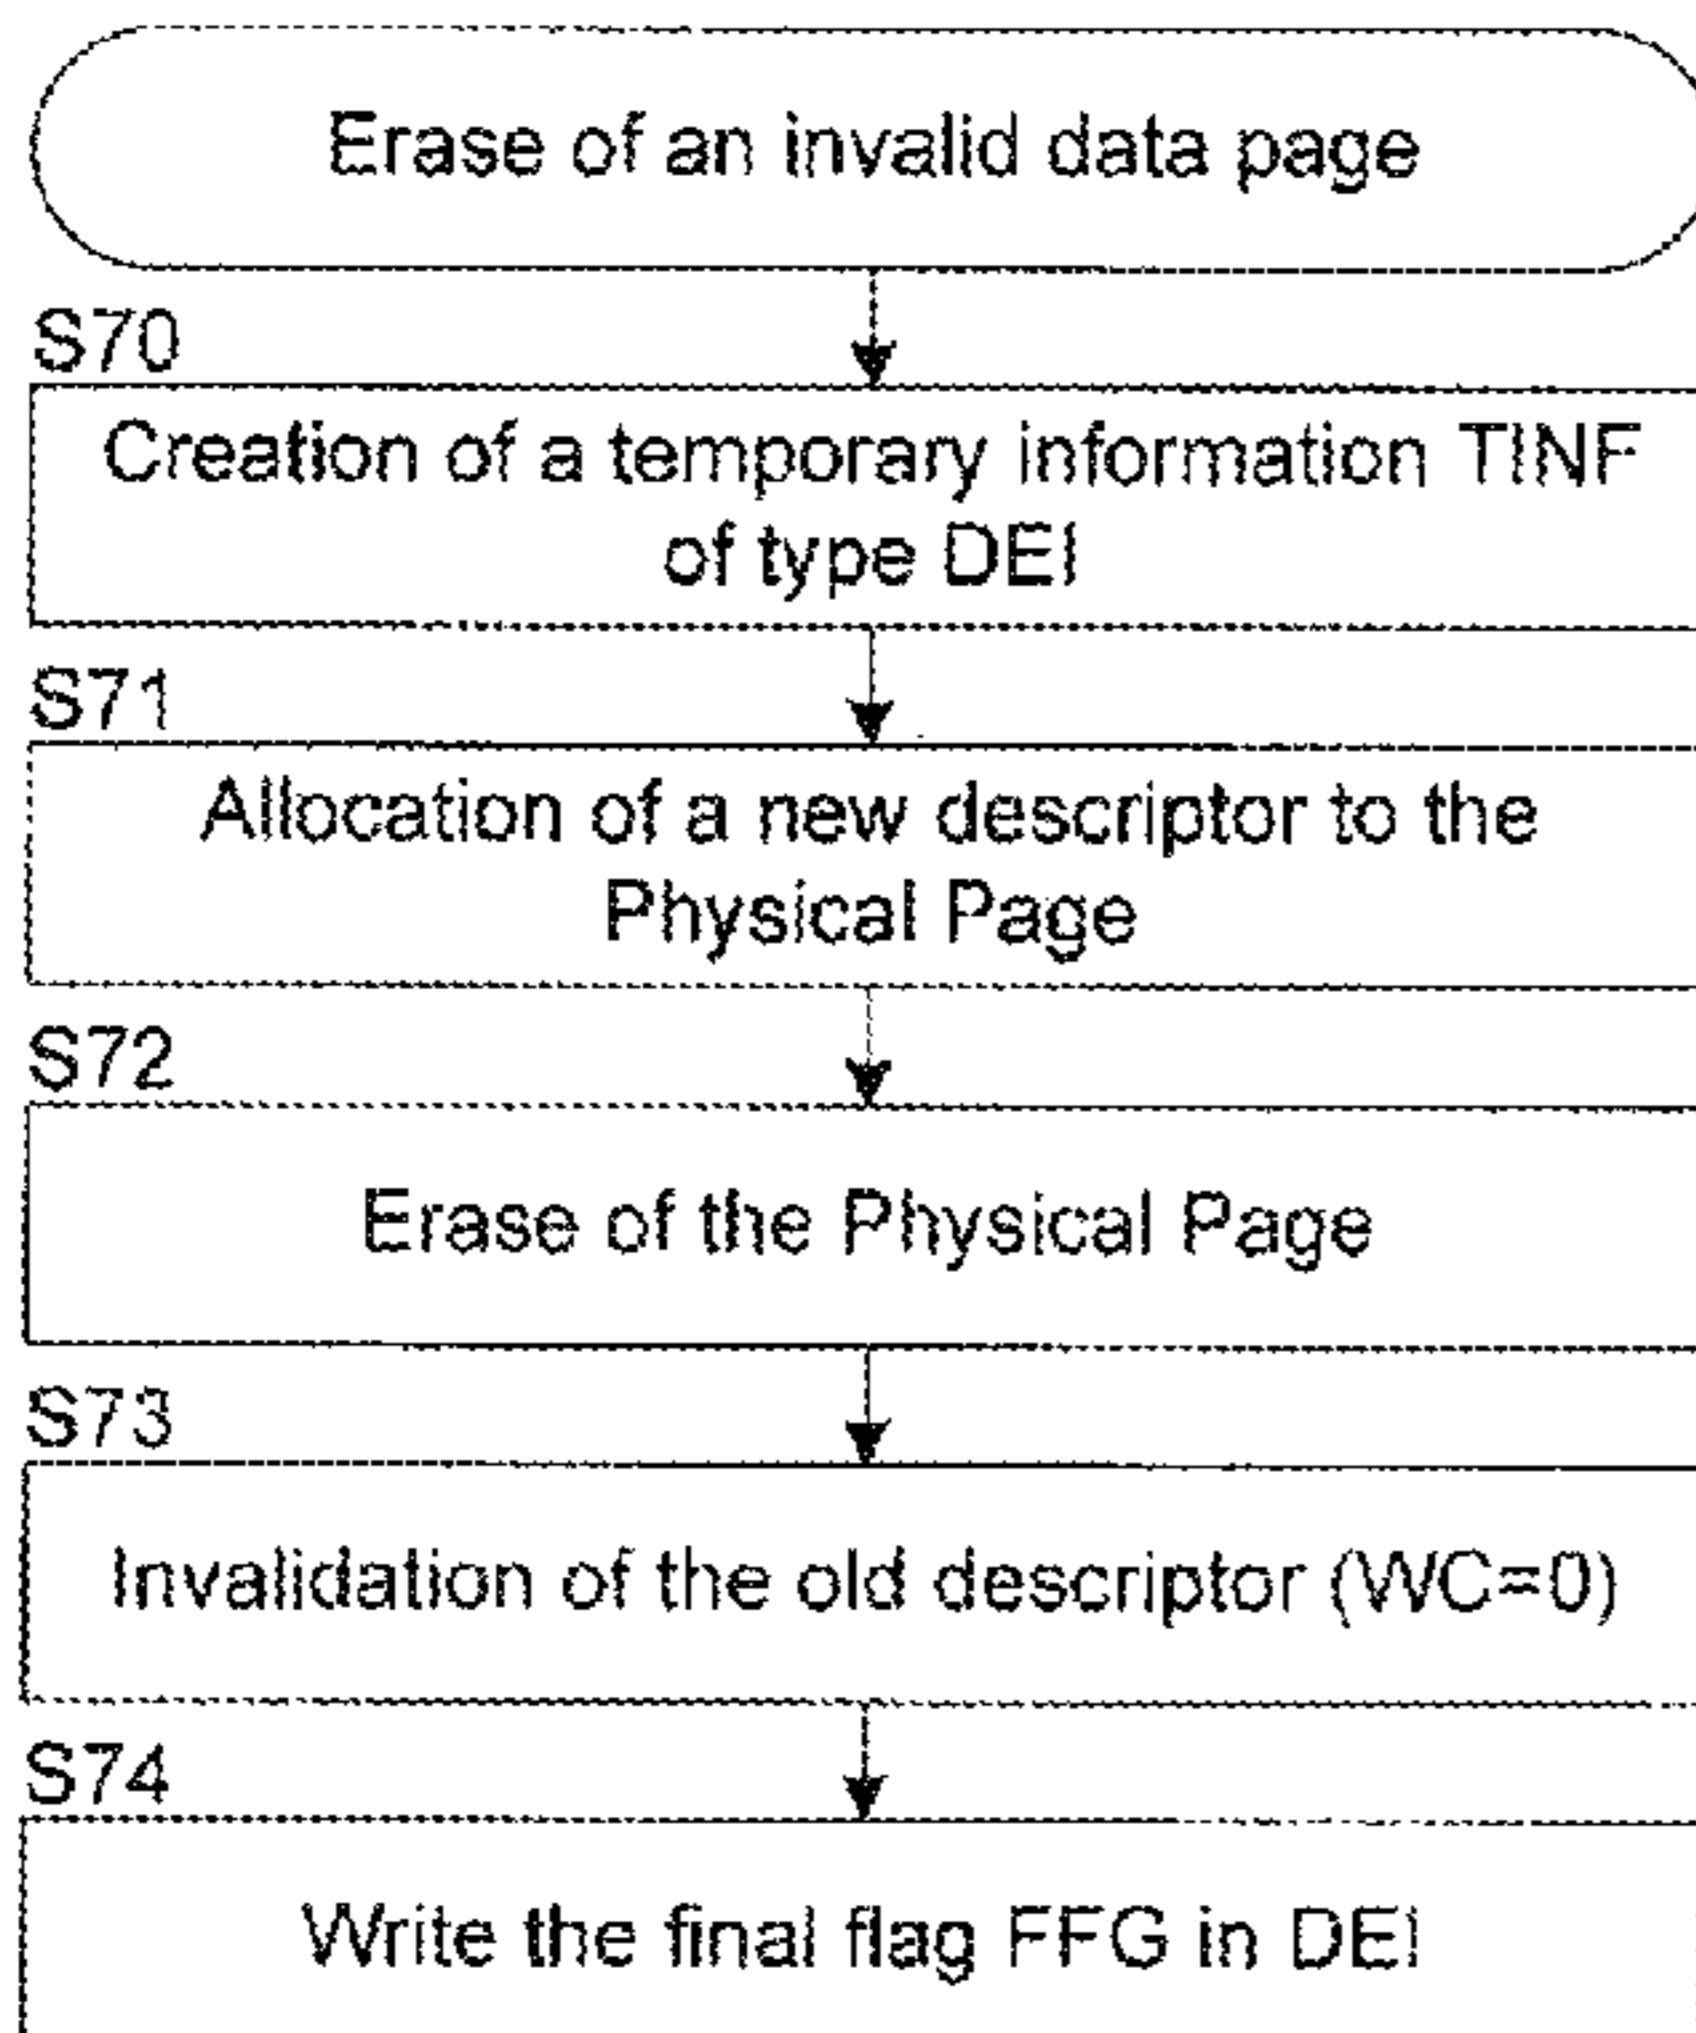 Erase of an invalid data page
S70
Creation of a temporary information TINF
of type DEI
S71
Allocation of a new descriptor to the
Physical Page
S72
Erase of the Physical Page
S73
Invalidation of the old descriptor (WC=0)
S74
Write the final flag FFG in DEI